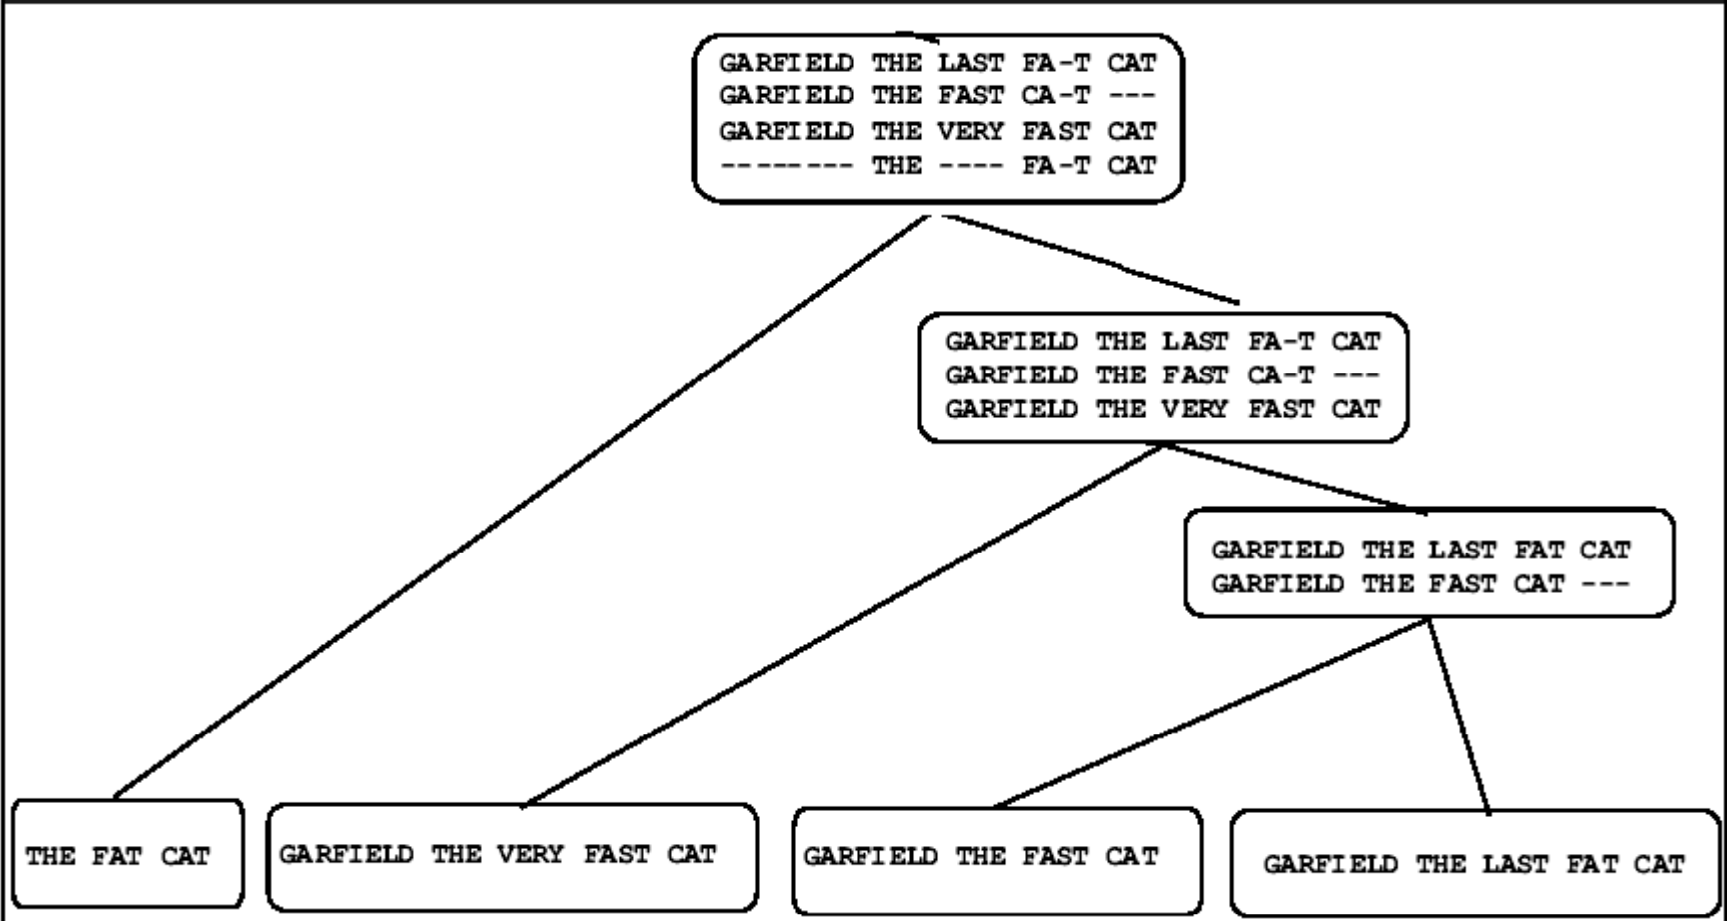 GARFIELD THE LAST FA-T CAT
GARFIELD THE FAST CA-T ---
GARFIELD THE VERY FAST CAT
-------- THE ---- FA-T CAT
GARFIELD THE LAST FA-T CAT
GARFIELD THE FAST CA-T ---
GARFIELD THE VERY FAST CAT
GARFIELD THE LAST FAT CAT
GARFIELD THE FAST CAT ---
THE FAT CAT
GARFIELD THE VERY FAST CAT
GARFIELD THE FAST CAT
GARFIELD THE LAST FAT CAT